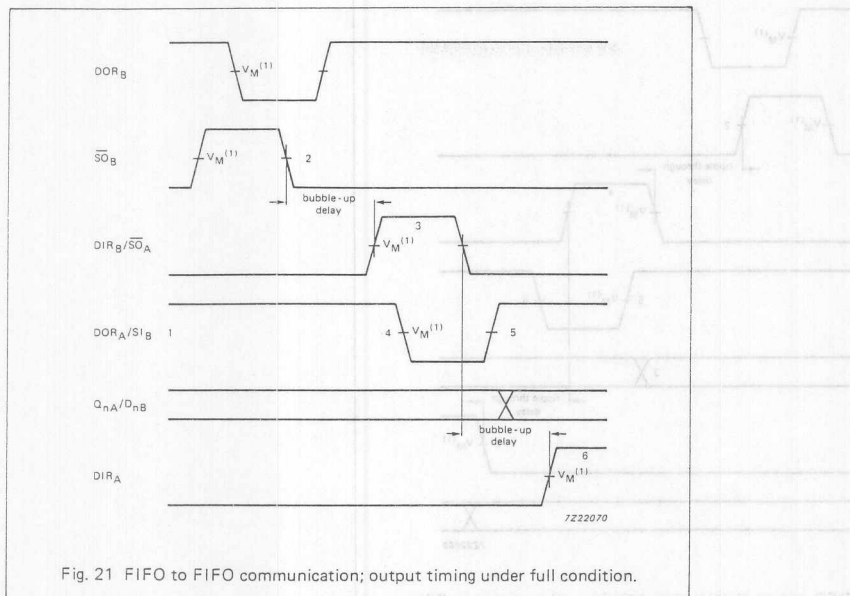 DOR_B
V_M(1)
S̅O̅_B
V_M(1)
2
bubble-up
delay
3
DIR_B/S̅O̅_A
V_M(1)
DOR_A/SI_B
1
4
V_M(1)
5
Q_nA/D_nB
bubble-up
delay
6
DIR_A
V_M(1)
7Z22070
Fig. 21 FIFO to FIFO communication; output timing under full condition.